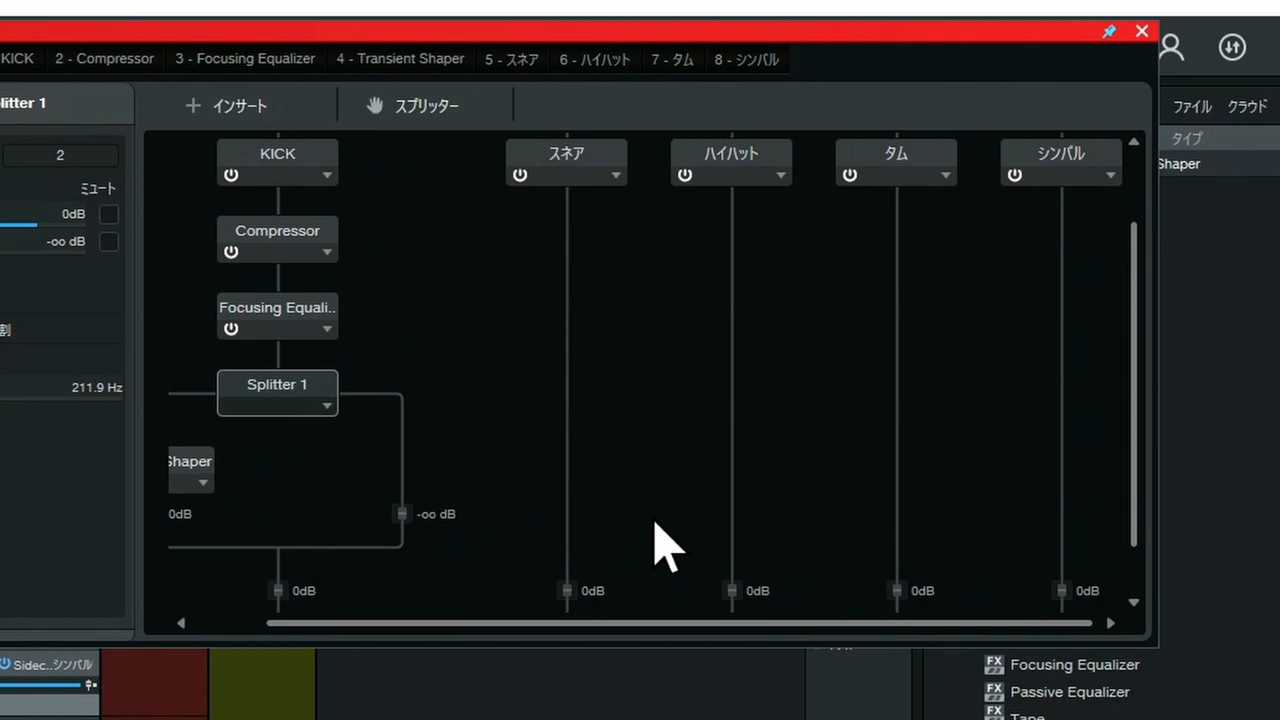 KICK 2 - Compressor 3 - Focusing Equalizer 4 - Transient Shaper 5 - スネア 6 - ハイハット 7 - タム 8 - シンバル
litter 1
インサート スプリッター
ファイル クラウド
タイプ
Shaper
2
ミュート
0dB
-oo dB
割
211.9 Hz
KICK スネア ハイハット タム シンバル
Compressor
Focusing Equali..
Splitter 1
Shaper
0dB -oo dB
0dB 0dB 0dB 0dB 0dB
Sidec..シンバル
FX Focusing Equalizer
FX Passive Equalizer
FX Tape